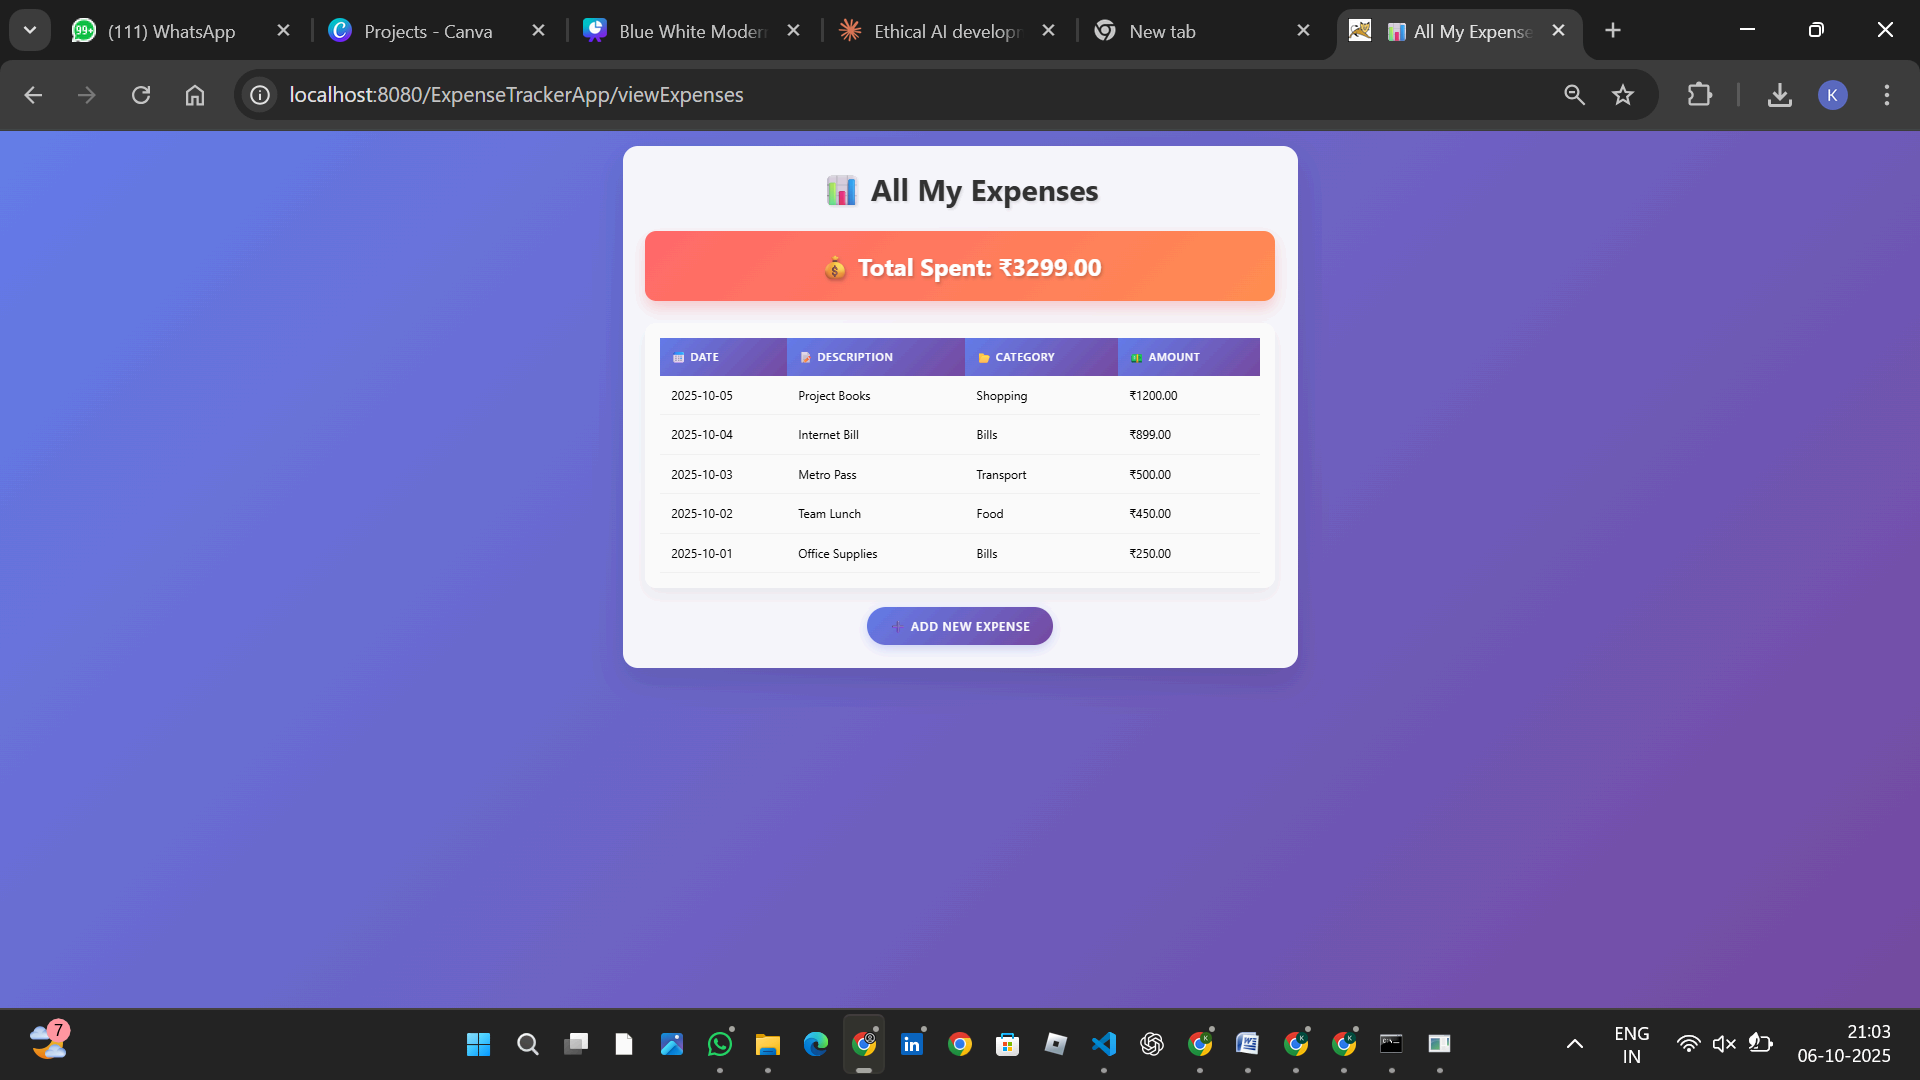 99+ (111) WhatsApp
Projects - Canva
Blue White Modern
Ethical AI developm
New tab
All My Expense
localhost:8080/ExpenseTrackerApp/viewExpenses
K
All My Expenses
Total Spent: ₹3299.00
DATE DESCRIPTION CATEGORY AMOUNT
2025-10-05 Project Books Shopping ₹1200.00
2025-10-04 Internet Bill Bills ₹899.00
2025-10-03 Metro Pass Transport ₹500.00
2025-10-02 Team Lunch Food ₹450.00
2025-10-01 Office Supplies Bills ₹250.00
ADD NEW EXPENSE
7
ENG
IN
21:03
06-10-2025